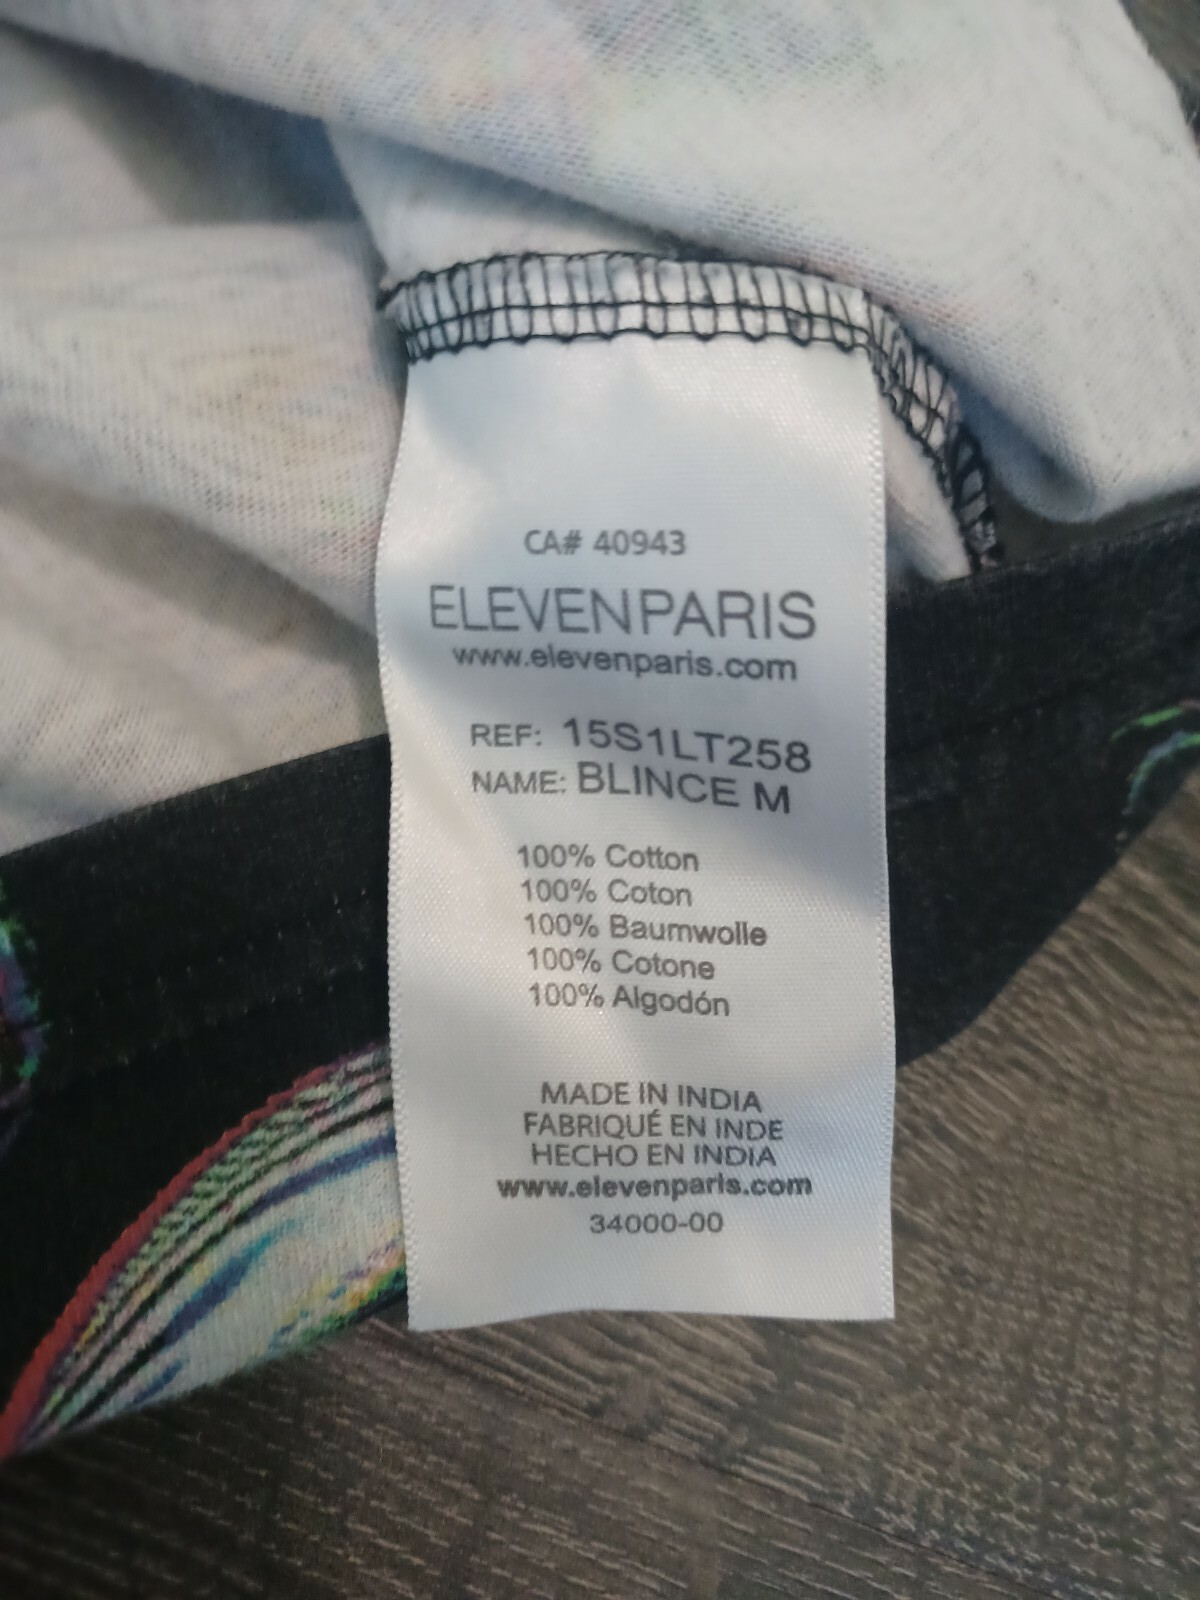 CA# 40943
ELEVENPARIS
www.elevenparis.com
REF: 15S1LT258
NAME: BLINCE M
100% Cotton
100% Coton
100% Baumwolle
100% Cotone
100% Algodón
MADE IN INDIA
FABRIQUÉ EN INDE
HECHO EN INDIA
www.elevenparis.com
34000-00